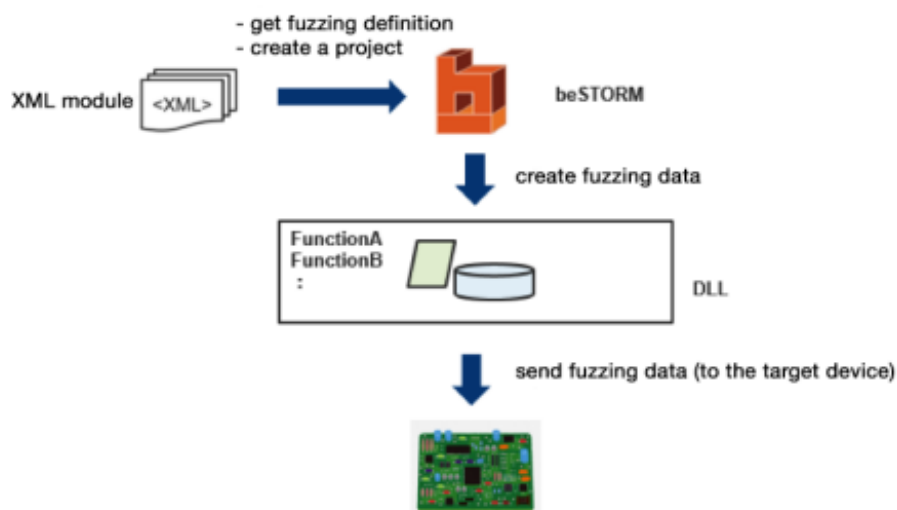 - get fuzzing definition
- create a project
XML module
<XML>
beSTORM
create fuzzing data
FunctionA
FunctionB
:
DLL
send fuzzing data (to the target device)